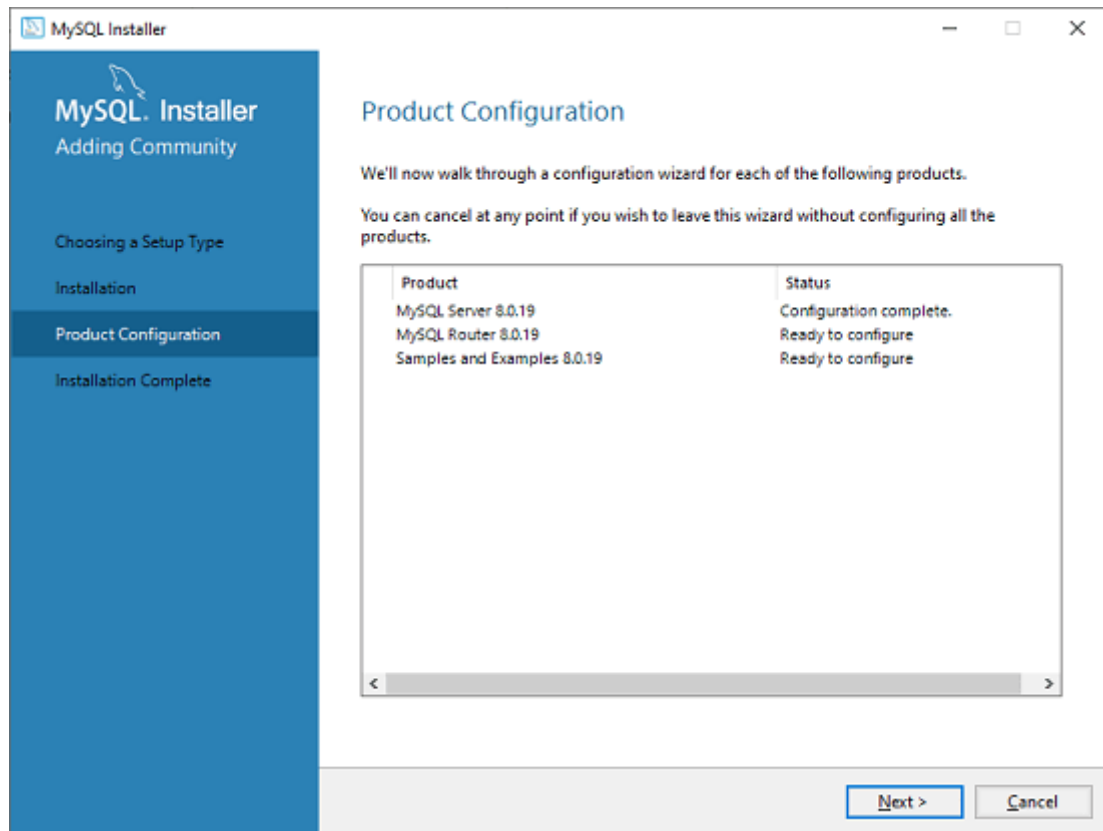 MySQL Installer
MySQL. Installer
Adding Community
Choosing a Setup Type
Installation
Product Configuration
Installation Complete
Product Configuration
We'll now walk through a configuration wizard for each of the following products.
You can cancel at any point if you wish to leave this wizard without configuring all the
products.
Product Status
MySQL Server 8.0.19 Configuration complete.
MySQL Router 8.0.19 Ready to configure
Samples and Examples 8.0.19 Ready to configure
Next > Cancel